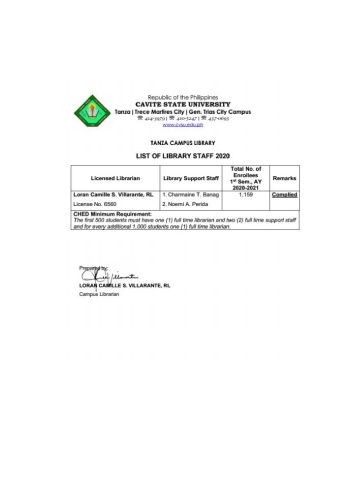 Republic of the Philippines
CAVITE STATE UNIVERSITY
Tanza | Trece Martires City | Gen. Trias City Campus
☎ 414-3979 | ☎ 410-5247 | ☎ 437-0693
www.cvsu.edu.ph
TANZA CAMPUS LIBRARY
LIST OF LIBRARY STAFF 2020
Licensed Librarian Library Support Staff Total No. of Enrollees 1st Sem., AY 2020-2021 Remarks
Loran Camille S. Villarante, RL 1. Charmaine T. Banag 1,159 Complied
License No. 6560 2. Noemi A. Perida
CHED Minimum Requirement:
The first 500 students must have one (1) full time librarian and two (2) full time support staff
and for every additional 1,000 students one (1) full time librarian.
Prepared by:
LORAN CAMILLE S. VILLARANTE, RL
Campus Librarian